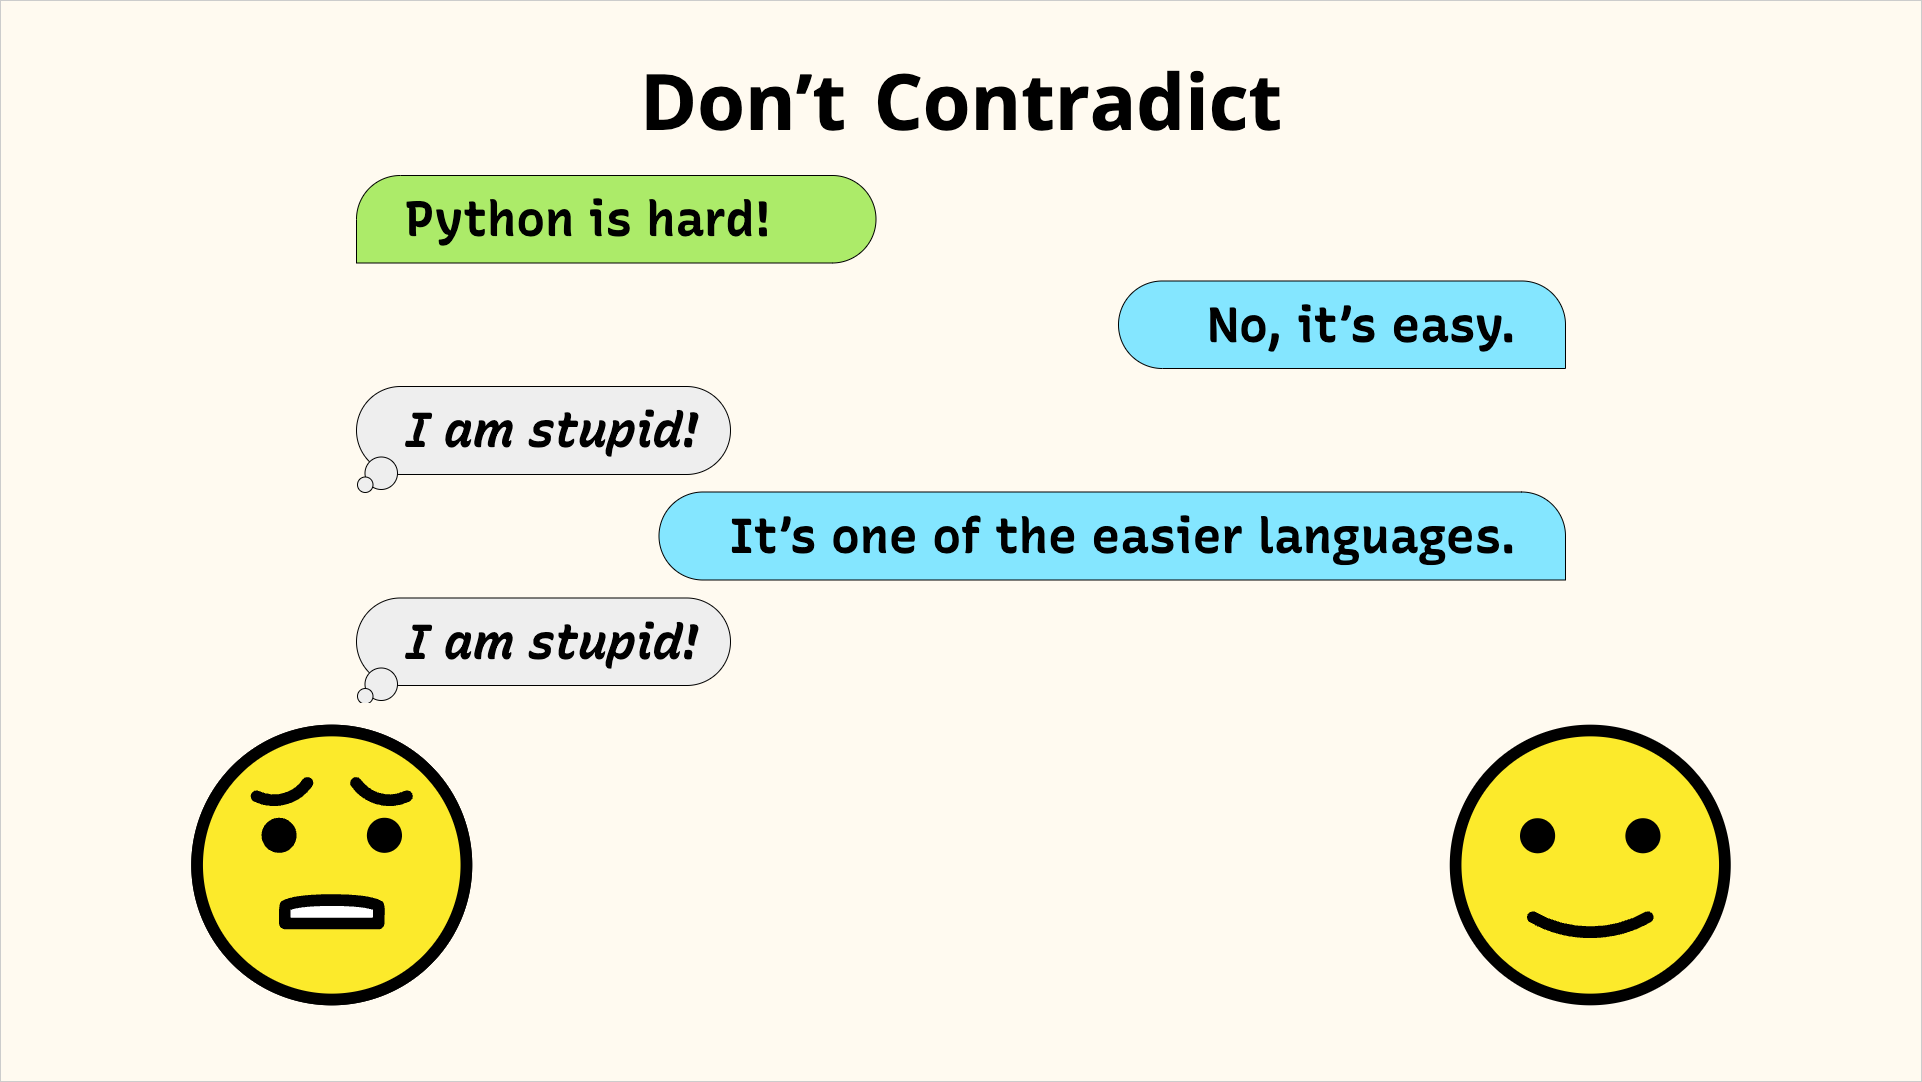 Don’t Contradict
Python is hard!
No, it’s easy.
I am stupid!
It’s one of the easier languages.
I am stupid!